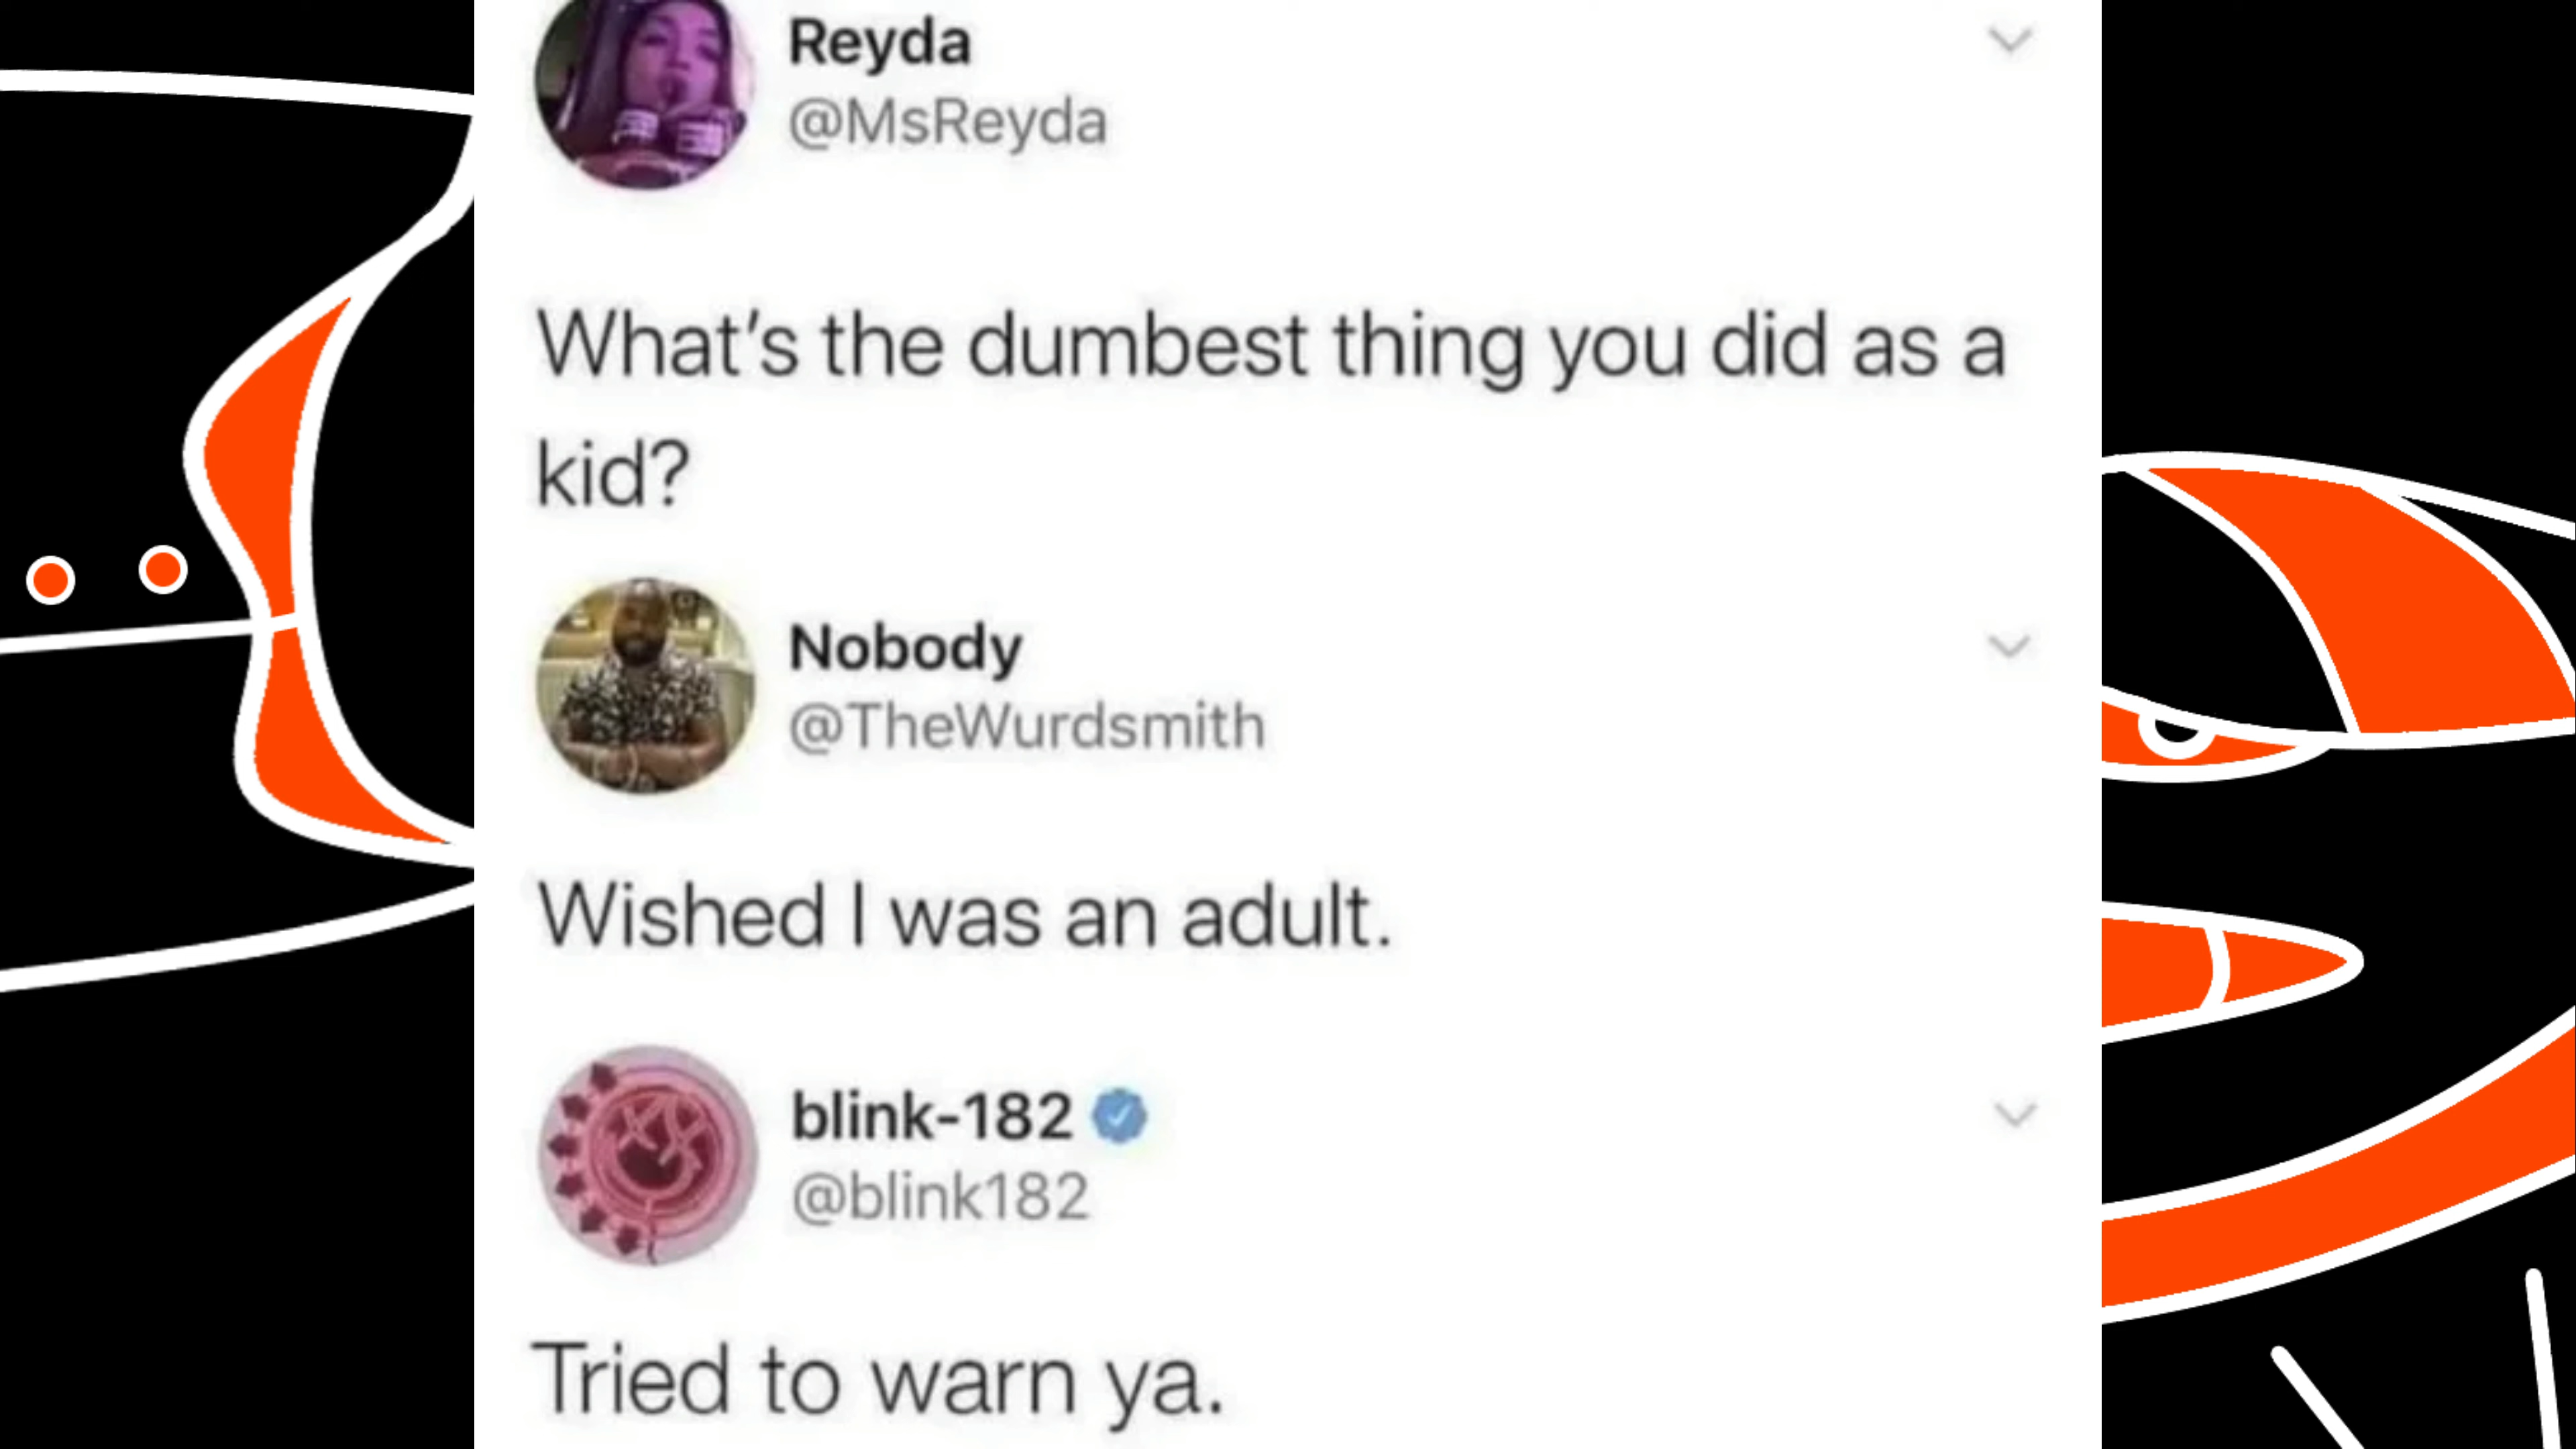 Reyda
@MsReyda
What's the dumbest thing you did as a
kid?
Nobody
@TheWurdsmith
Wished I was an adult.
blink-182
@blink182
Tried to warn ya.